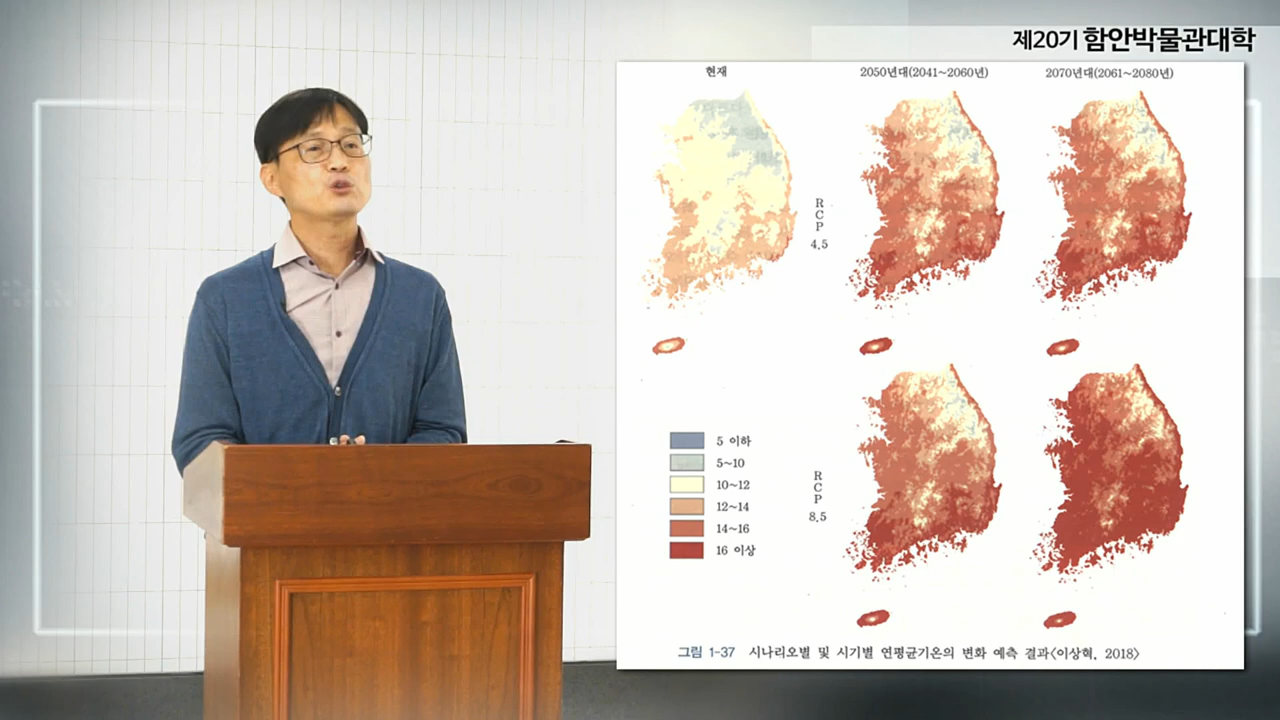 제20기 함안박물관대학
현재
2050년대(2041~2060년)
2070년대(2061~2080년)
RCP
4.5
RCP
8.5
5 이하
5~10
10~12
12~14
14~16
16 이상
그림 1-37 시나리오별 및 시기별 연평균기온의 변화 예측 결과<이상혁, 2018>